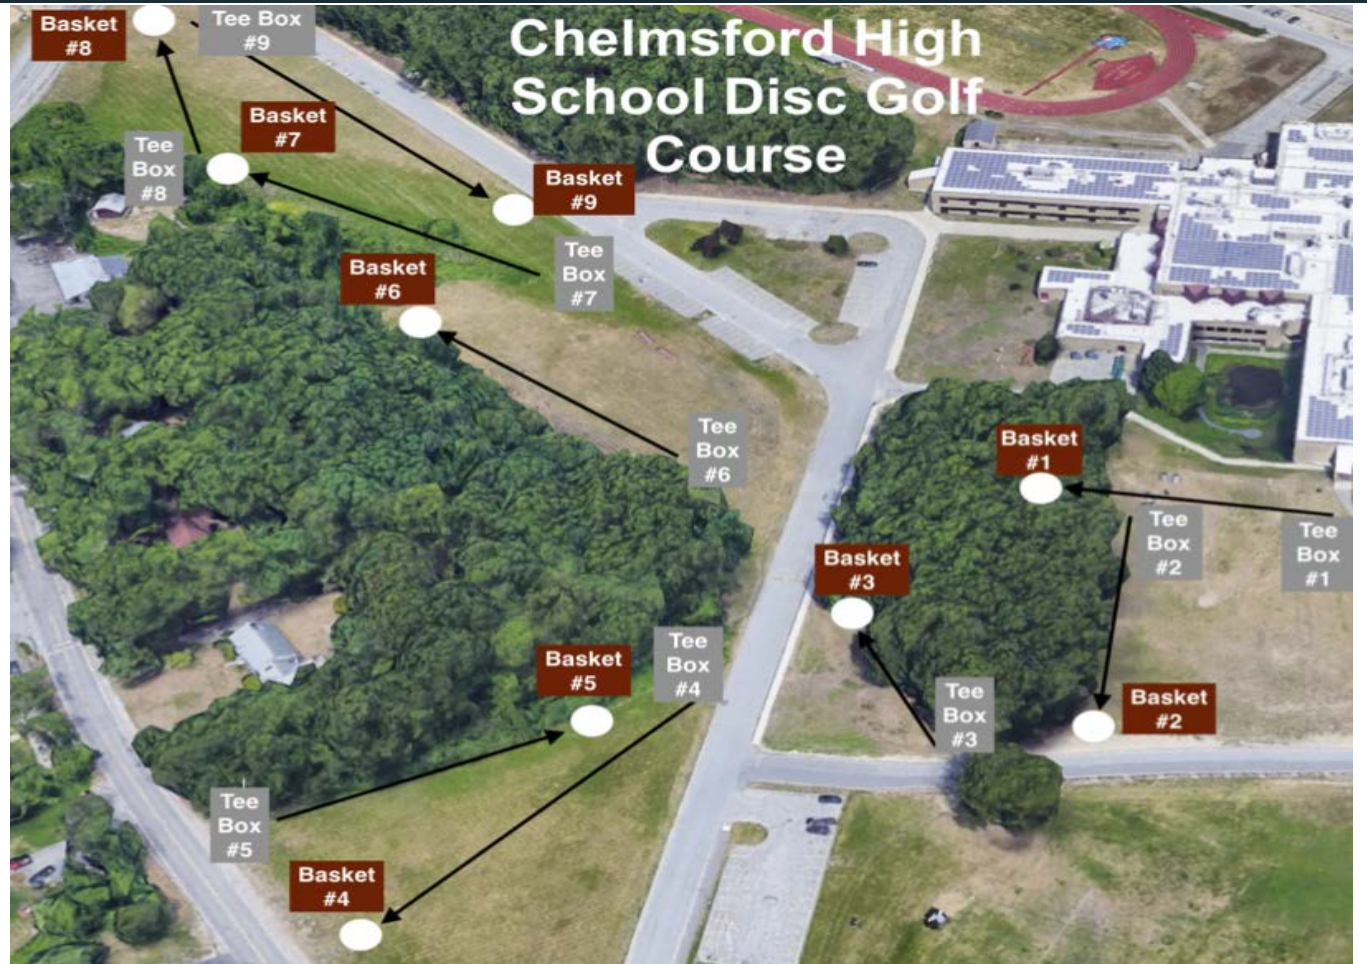 Chelmsford High
School Disc Golf
Course
Basket
#8
Tee Box
#9
Basket
#7
Tee
Box
#8
Basket
#9
Tee
Box
#7
Basket
#6
Tee
Box
#6
Basket
#1
Tee
Box
#2
Tee
Box
#1
Basket
#3
Tee
Box
#4
Basket
#5
Tee
Box
#3
Basket
#2
Tee
Box
#5
Basket
#4